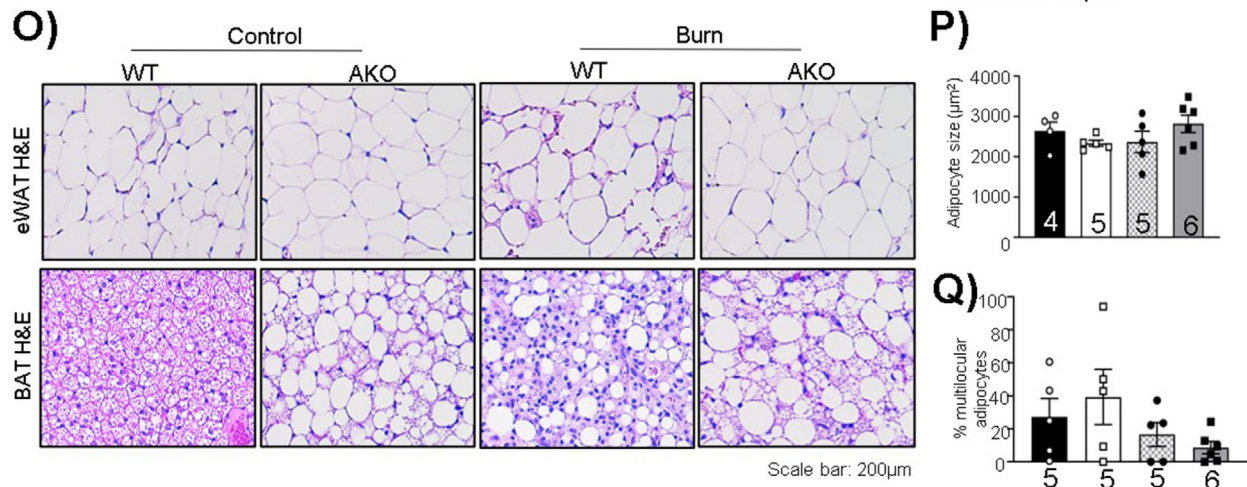 O)
Control
Burn
WT
AKO
WT
AKO
eWAT H&E
BAT H&E
Scale bar: 200µm
P)
Adipocyte size (µm²)
4000
3000
2000
1000
0
4
5
5
6
Q)
% multilocular
adipocytes
100
80
60
40
20
0
5
5
5
6